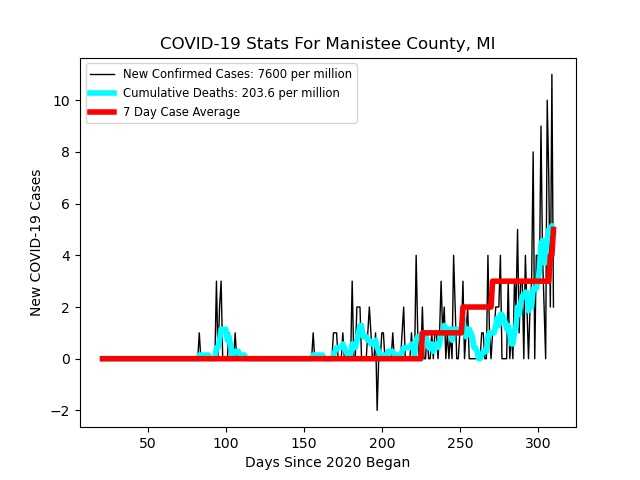 COVID-19 Stats For Manistee County, MI
New Confirmed Cases: 7600 per million
Cumulative Deaths: 203.6 per million
7 Day Case Average
New COVID-19 Cases
10
8
6
4
2
0
−2
50 100 150 200 250 300
Days Since 2020 Began